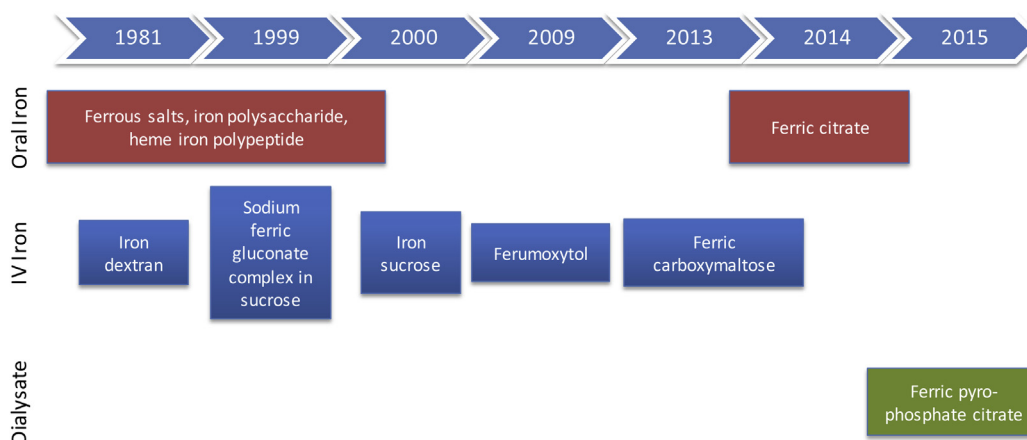 1981 1999 2000 2009 2013 2014 2015
Oral Iron
Ferrous salts, iron polysaccharide,
heme iron polypeptide
Ferric citrate
IV Iron
Iron
dextran
Sodium
ferric
gluconate
complex in
sucrose
Iron
sucrose
Ferumoxytol
Ferric
carboxymaltose
Dialysate
Ferric pyro-
phosphate citrate